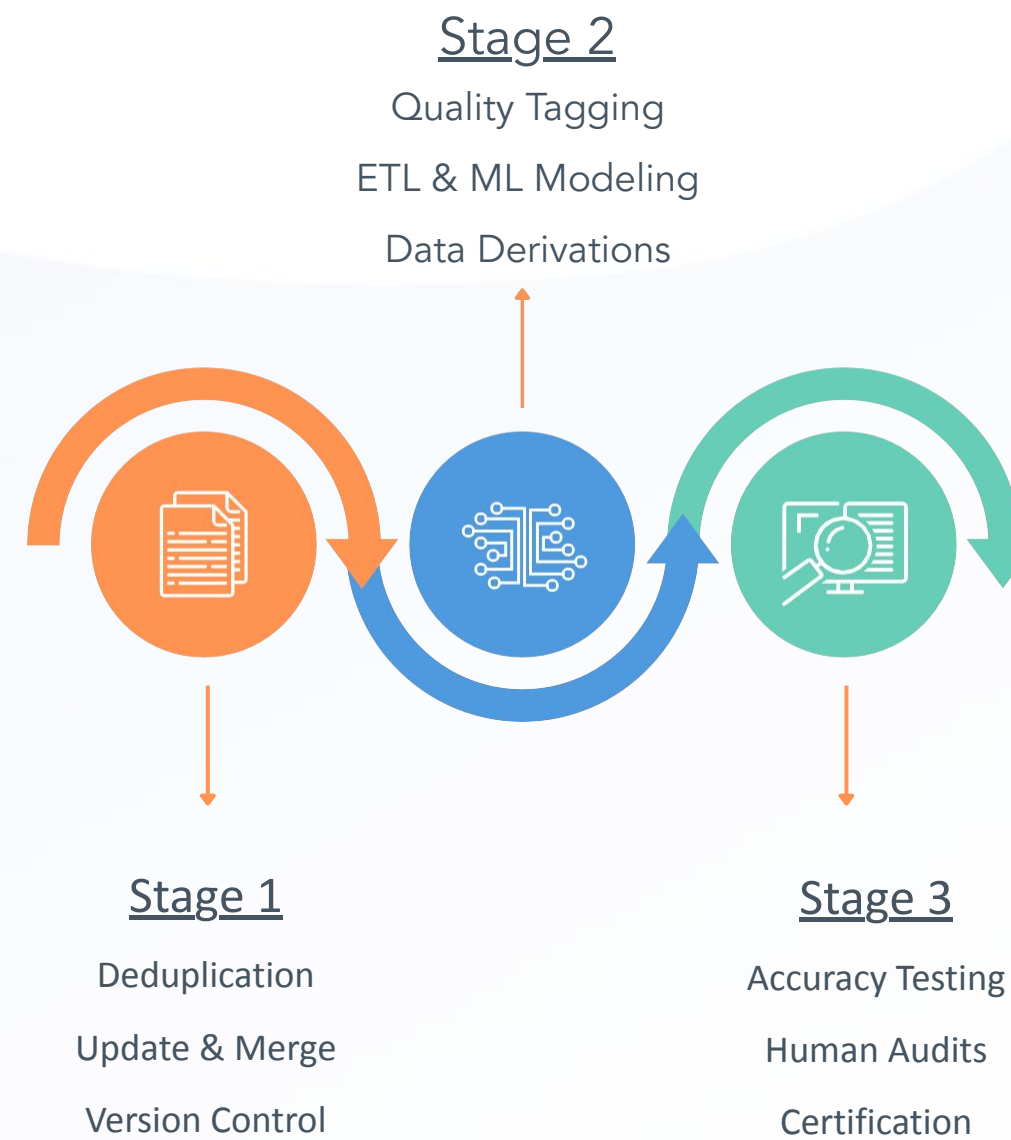 Stage 2
Quality Tagging
ETL & ML Modeling
Data Derivations
Stage 1
Deduplication
Update & Merge
Version Control
Stage 3
Accuracy Testing
Human Audits
Certification